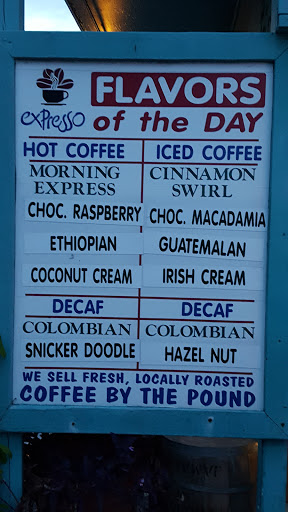 expresso
FLAVORS
of the DAY
HOT COFFEE
MORNING EXPRESS
CHOC. RASPBERRY
ETHIOPIAN
COCONUT CREAM
DECAF
COLOMBIAN
SNICKER DOODLE
ICED COFFEE
CINNAMON SWIRL
CHOC. MACADAMIA
GUATEMALAN
IRISH CREAM
DECAF
COLOMBIAN
HAZEL NUT
WE SELL FRESH, LOCALLY ROASTED
COFFEE BY THE POUND